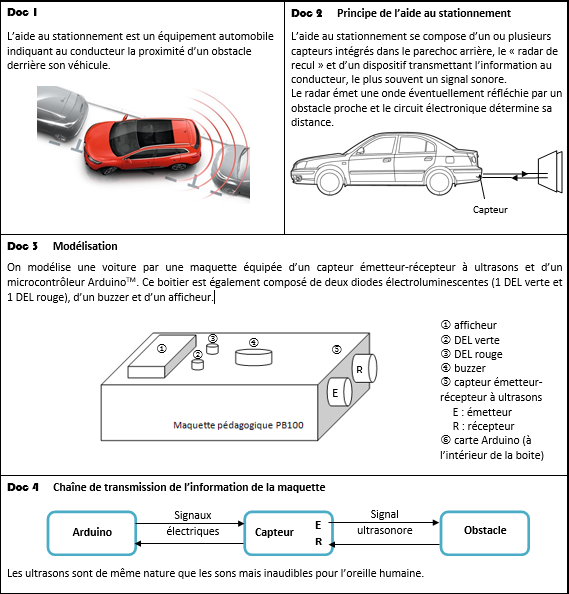 Doc 1
L'aide au stationnement est un équipement automobile
indiquant au conducteur la proximité d'un obstacle
derrière son véhicule.
Doc 2 Principe de l'aide au stationnement
L'aide au stationnement se compose d'un ou plusieurs
capteurs intégrés dans le parechoc arrière, le « radar de
recul » et d'un dispositif transmettant l'information au
conducteur, le plus souvent un signal sonore.
Le radar émet une onde éventuellement réfléchie par un
obstacle proche et le circuit électronique détermine sa
distance.
Capteur
Doc 3 Modélisation
On modélise une voiture par une maquette équipée d'un capteur émetteur-récepteur à ultrasons et d'un
microcontrôleur Arduino™. Ce boitier est également composé de deux diodes électroluminescentes (1 DEL verte et
1 DEL rouge), d'un buzzer et d'un afficheur.
①
②
③
④
⑤
R
E
Maquette pédagogique PB100
① afficheur
② DEL verte
③ DEL rouge
④ buzzer
⑤ capteur émetteur-
récepteur à ultrasons
E : émetteur
R : récepteur
⑥ carte Arduino (à
l'intérieur de la boite)
Doc 4 Chaîne de transmission de l'information de la maquette
Arduino
Signaux
électriques
Capteur
E
R
Signal
ultrasonore
Obstacle
Les ultrasons sont de même nature que les sons mais inaudibles pour l'oreille humaine.